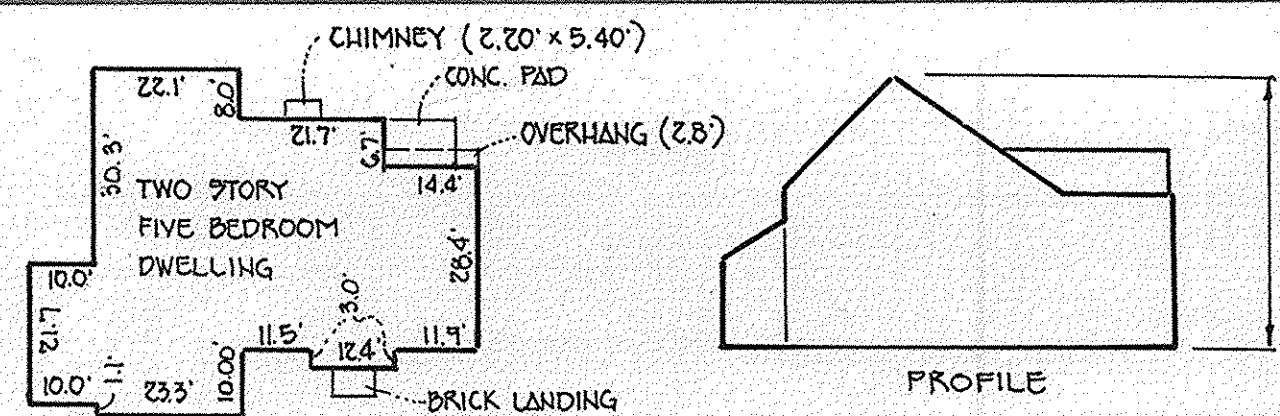 CHIMNEY (2.20' x 5.40')
CONC. PAD
OVERHANG (2.8')
22.1'
8.0'
21.7'
6.7'
14.4'
30.3'
TWO STORY
FIVE BEDROOM
DWELLING
28.4'
10.0'
21.7
3.0'
11.5'
12.4'
11.9'
10.0'
1.1'
23.3'
10.00'
BRICK LANDING
PROFILE